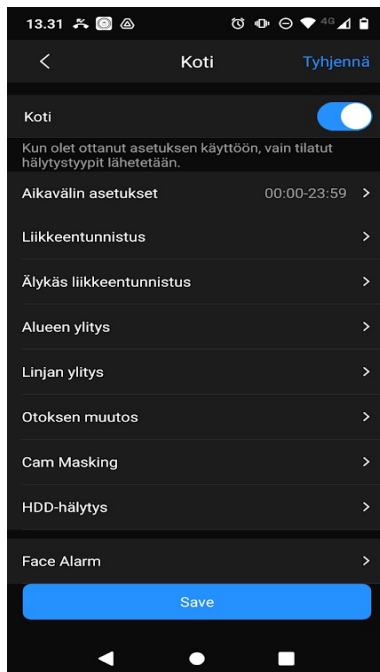 13.31 4G
Koti Tyhjennä
Koti
Kun olet ottanut asetuksen käyttöön, vain tilatut
hälytystyypit lähetetään.
Aikavälin asetukset 00:00-23:59
Liikkeentunnistus
Älykäs liikkeentunnistus
Alueen ylitys
Linjan ylitys
Otoksen muutos
Cam Masking
HDD-hälytys
Face Alarm
Save